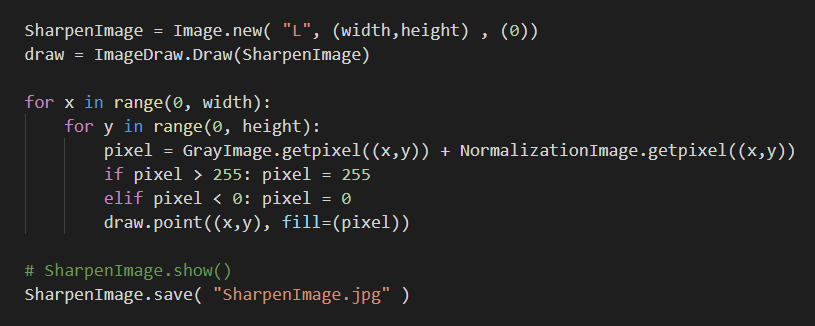 SharpenImage = Image.new( "L", (width,height) , (0))
draw = ImageDraw.Draw(SharpenImage)
for x in range(0, width):
    for y in range(0, height):
        pixel = GrayImage.getpixel((x,y)) + NormalizationImage.getpixel((x,y))
        if pixel > 255: pixel = 255
        elif pixel < 0: pixel = 0
        draw.point((x,y), fill=(pixel))
# SharpenImage.show()
SharpenImage.save( "SharpenImage.jpg" )